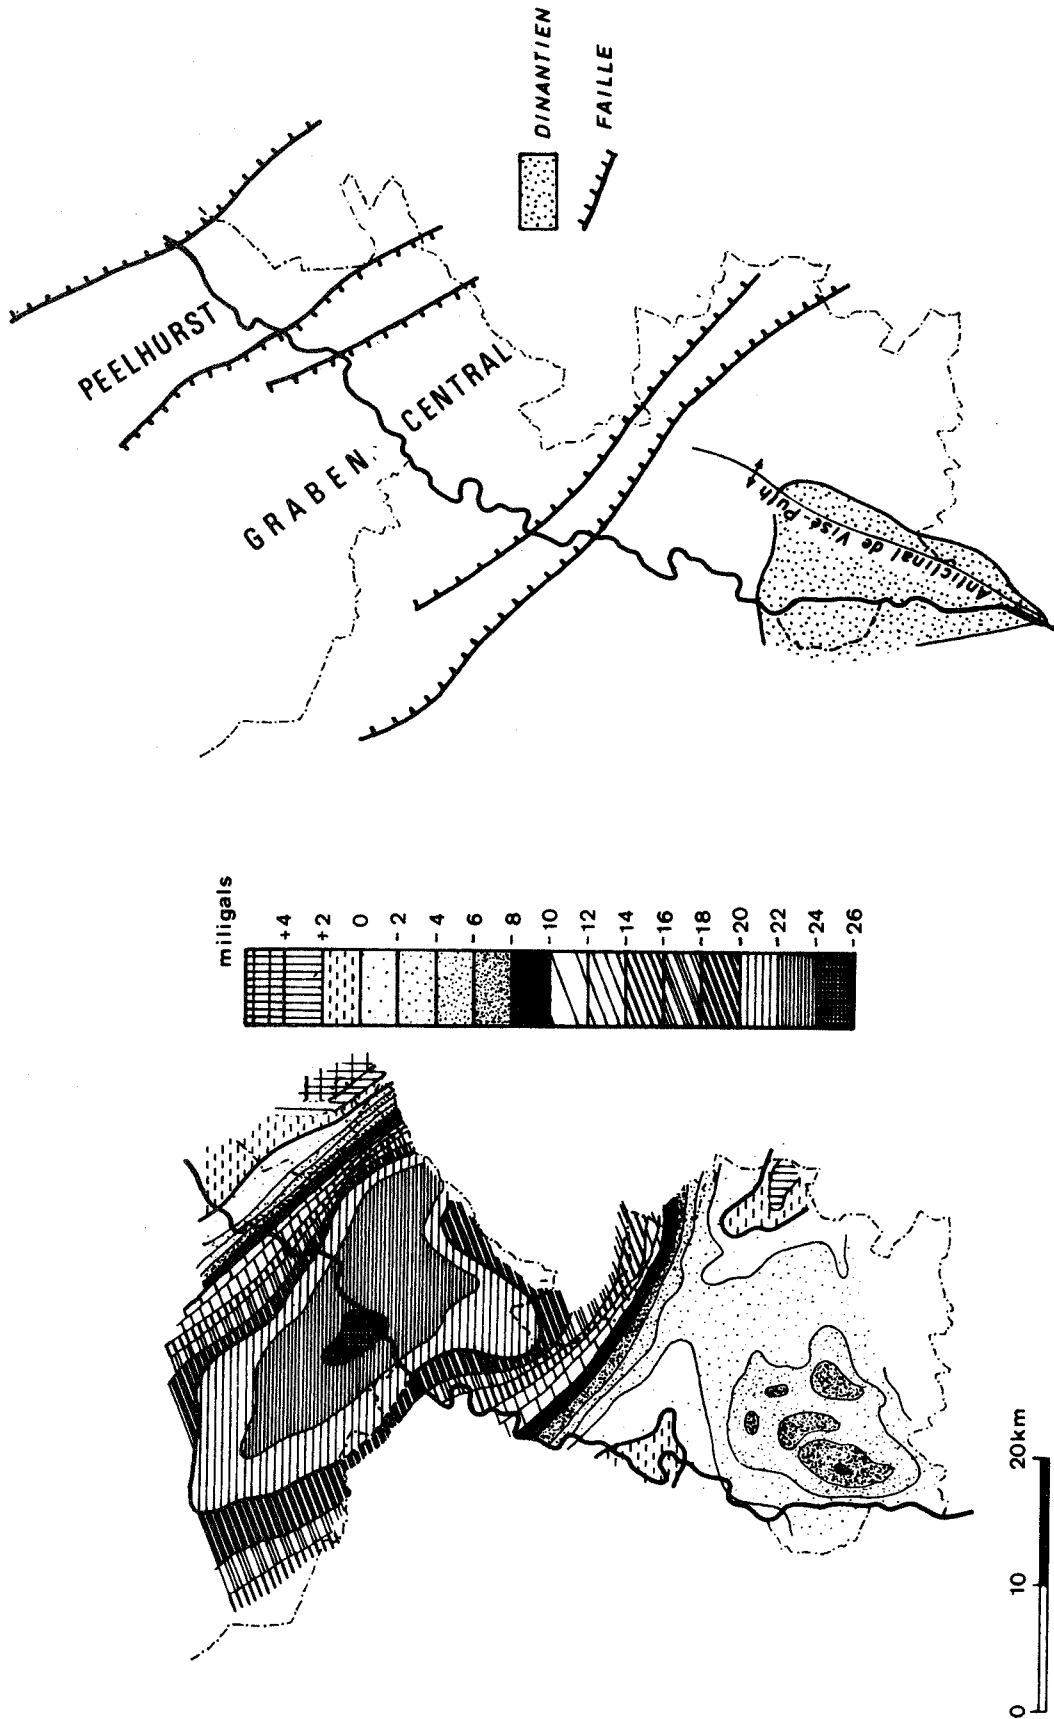 PEELHURST
GRABEN CENTRAL
DINANTIEN
FAILLE
Anticlinal de Visé-Puth
miligals
+4
+2
0
-2
-4
-6
-8
-10
-12
-14
-16
-18
-20
-22
-24
-26
0 10 20km